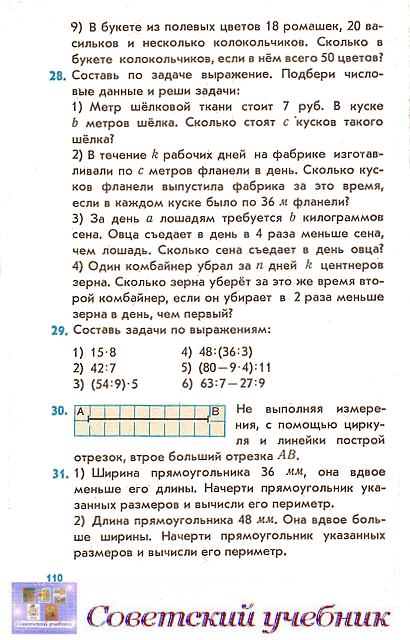 9) В букете из полевых цветов 18 ромашек, 20 ва-
сильков и несколько колокольчиков. Сколько в
букете колокольчиков, если в нём всего 50 цветов?
28. Составь по задаче выражение. Подбери число-
вые данные и реши задачи:
1) Метр шёлковой ткани стоит 7 руб. В куске
b метров шёлка. Сколько стоят c кусков такого
шёлка?
2) В течение k рабочих дней на фабрике изготав-
ливали по c метров фланели в день. Сколько кус-
ков фланели выпустила фабрика за это время,
если в каждом куске было по 36 м фланели?
3) За день a лошадям требуется b килограммов
сена. Овца съедает в день в 4 раза меньше сена,
чем лошадь. Сколько сена съедает в день овца?
4) Один комбайнер убрал за n дней k центнеров
зерна. Сколько зерна уберёт за это же время вто-
рой комбайнер, если он убирает в 2 раза меньше
зерна в день, чем первый?
29. Составь задачи по выражениям:
1) 15·8 4) 48:(36:3)
2) 42:7 5) (80−9·4):11
3) (54:9)·5 6) 63:7−27:9
30. A B Не выполняя измере-
ния, с помощью цирку-
ля и линейки построй
отрезок, втрое больший отрезка AB.
31. 1) Ширина прямоугольника 36 мм, она вдвое
меньше его длины. Начерти прямоугольник ука-
занных размеров и вычисли его периметр.
2) Длина прямоугольника 48 мм. Она вдвое боль-
ше ширины. Начерти прямоугольник указанных
размеров и вычисли его периметр.
110
Советский учебник
Советский учебник